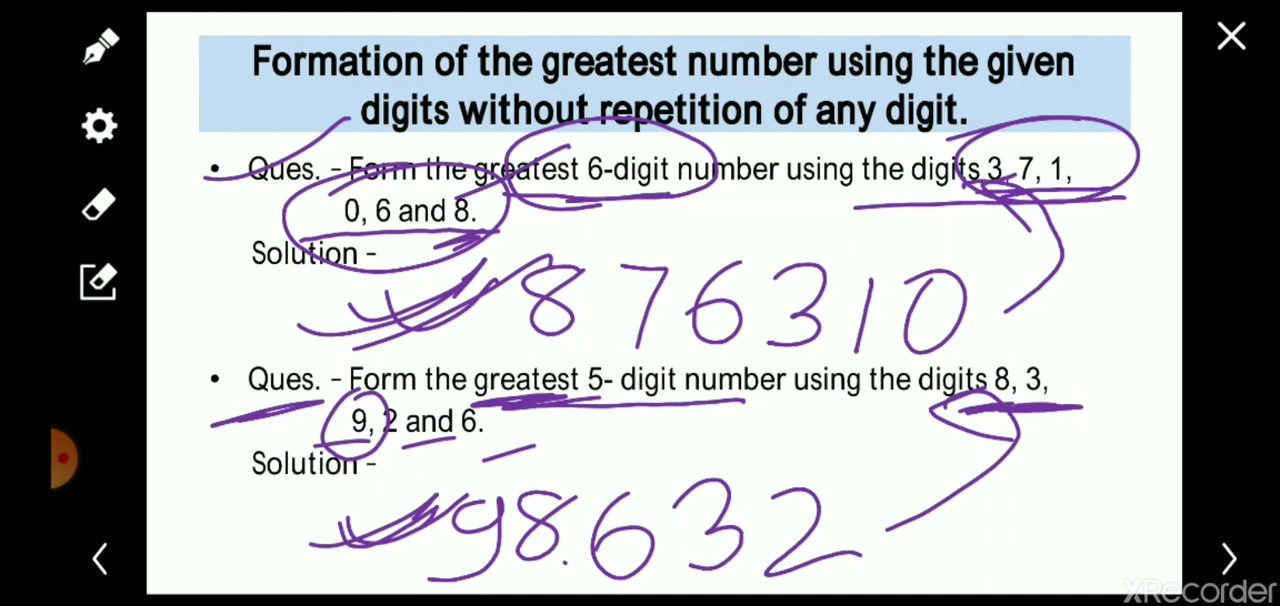 Formation of the greatest number using the given
digits without repetition of any digit.
• Ques. - Form the greatest 6-digit number using the digits 3, 7, 1,
0, 6 and 8.
Solution -
876310
• Ques. - Form the greatest 5- digit number using the digits 8, 3,
9, 2 and 6.
Solution -
98632
XRecorder